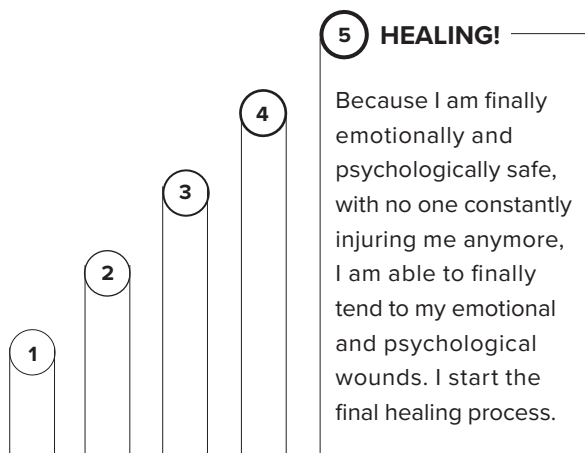 5 HEALING!
4
3
2
1
Because I am finally
emotionally and
psychologically safe,
with no one constantly
injuring me anymore,
I am able to finally
tend to my emotional
and psychological
wounds. I start the
final healing process.